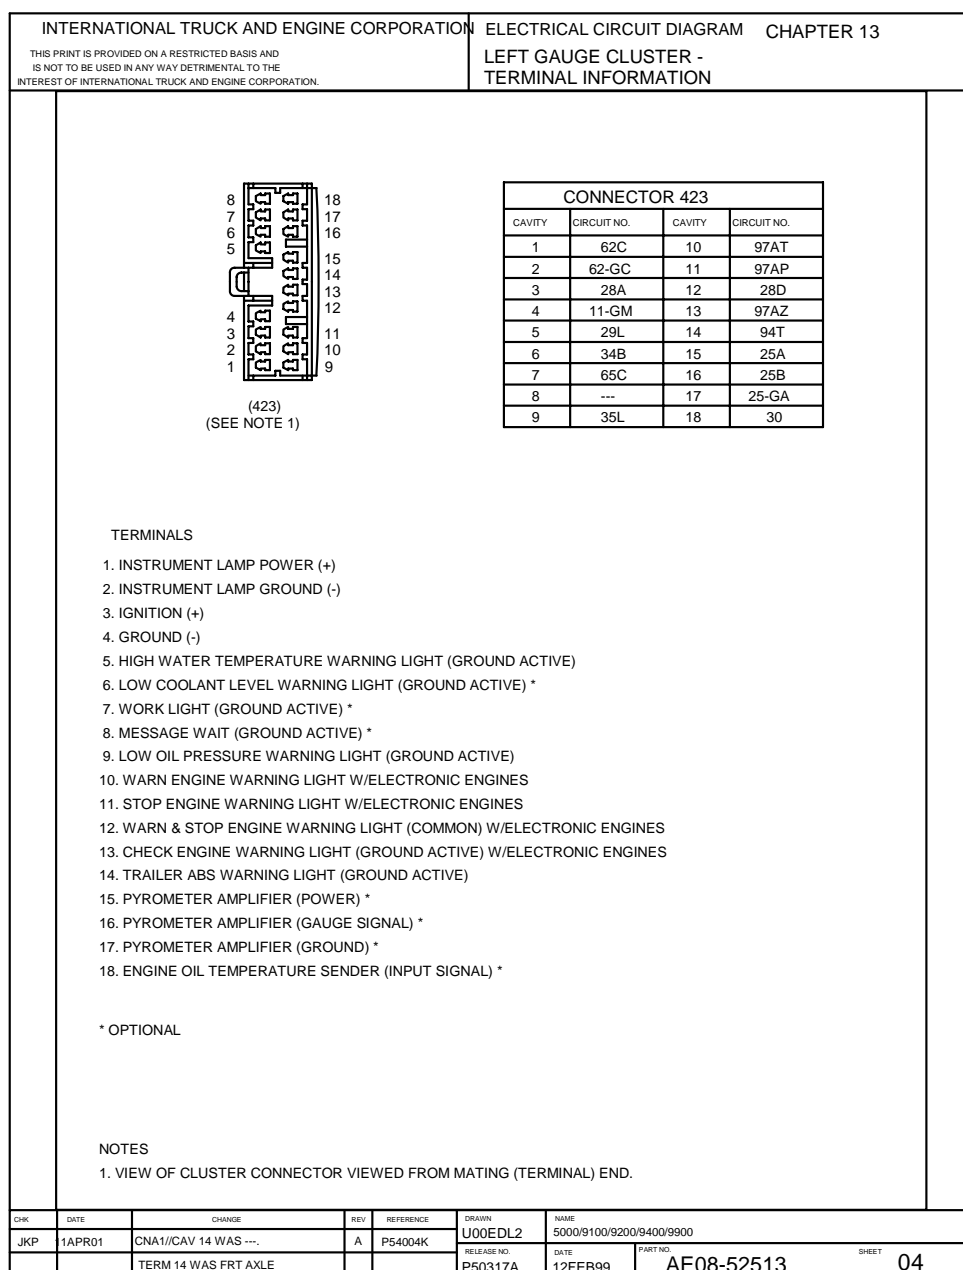 INTERNATIONAL TRUCK AND ENGINE CORPORATION
THIS PRINT IS PROVIDED ON A RESTRICTED BASIS AND
IS NOT TO BE USED IN ANY WAY DETRIMENTAL TO THE
INTEREST OF INTERNATIONAL TRUCK AND ENGINE CORPORATION.
ELECTRICAL CIRCUIT DIAGRAM CHAPTER 13
LEFT GAUGE CLUSTER -
TERMINAL INFORMATION
8 18
7 17
6 16
5 15
14
13
12
4
3 11
2 10
1 9
(423)
(SEE NOTE 1)
CONNECTOR 423
CAVITY CIRCUIT NO. CAVITY CIRCUIT NO.
1 62C 10 97AT
2 62-GC 11 97AP
3 28A 12 28D
4 11-GM 13 97AZ
5 29L 14 94T
6 34B 15 25A
7 65C 16 25B
8 --- 17 25-GA
9 35L 18 30
TERMINALS
1. INSTRUMENT LAMP POWER (+)
2. INSTRUMENT LAMP GROUND (-)
3. IGNITION (+)
4. GROUND (-)
5. HIGH WATER TEMPERATURE WARNING LIGHT (GROUND ACTIVE)
6. LOW COOLANT LEVEL WARNING LIGHT (GROUND ACTIVE) *
7. WORK LIGHT (GROUND ACTIVE) *
8. MESSAGE WAIT (GROUND ACTIVE) *
9. LOW OIL PRESSURE WARNING LIGHT (GROUND ACTIVE)
10. WARN ENGINE WARNING LIGHT W/ELECTRONIC ENGINES
11. STOP ENGINE WARNING LIGHT W/ELECTRONIC ENGINES
12. WARN & STOP ENGINE WARNING LIGHT (COMMON) W/ELECTRONIC ENGINES
13. CHECK ENGINE WARNING LIGHT (GROUND ACTIVE) W/ELECTRONIC ENGINES
14. TRAILER ABS WARNING LIGHT (GROUND ACTIVE)
15. PYROMETER AMPLIFIER (POWER) *
16. PYROMETER AMPLIFIER (GAUGE SIGNAL) *
17. PYROMETER AMPLIFIER (GROUND) *
18. ENGINE OIL TEMPERATURE SENDER (INPUT SIGNAL) *
* OPTIONAL
NOTES
1. VIEW OF CLUSTER CONNECTOR VIEWED FROM MATING (TERMINAL) END.
CHK DATE CHANGE REV REFERENCE DRAWN NAME
JKP 11APR01 CNA1//CAV 14 WAS ---. A P54004K U00EDL2 5000/9100/9200/9400/9900
RELEASE NO. DATE PART NO. SHEET
TERM 14 WAS FRT AXLE P50317A 12FEB99 AE08-52513 04